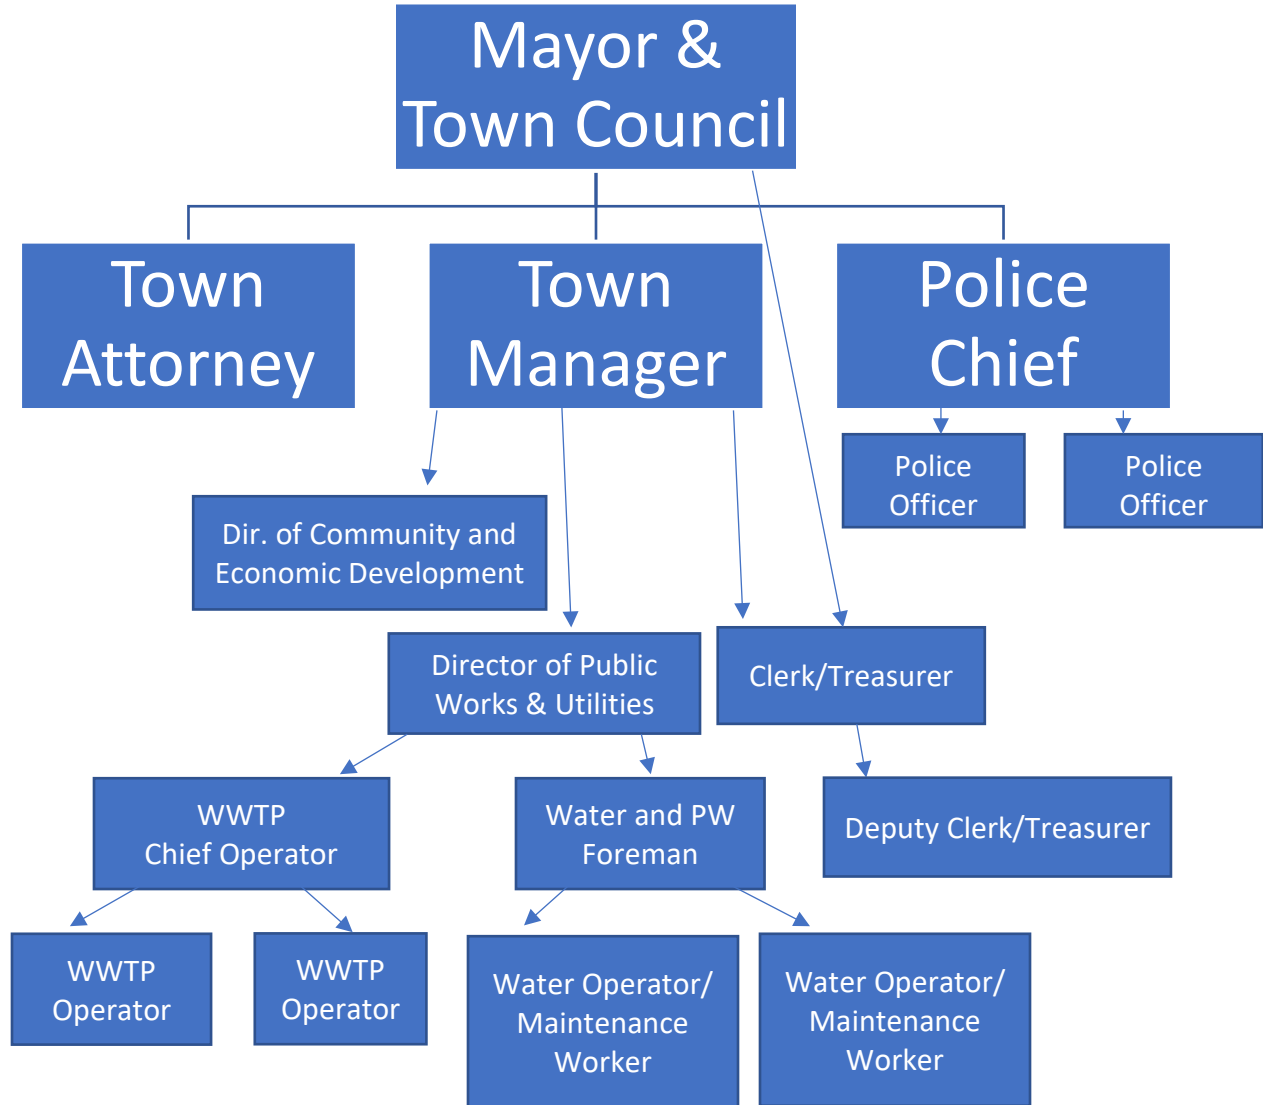 Mayor &
Town Council
Town
Attorney
Town
Manager
Police
Chief
Police
Officer
Police
Officer
Dir. of Community and
Economic Development
Director of Public
Works & Utilities
Clerk/Treasurer
WWTP
Chief Operator
Water and PW
Foreman
Deputy Clerk/Treasurer
WWTP
Operator
WWTP
Operator
Water Operator/
Maintenance
Worker
Water Operator/
Maintenance
Worker